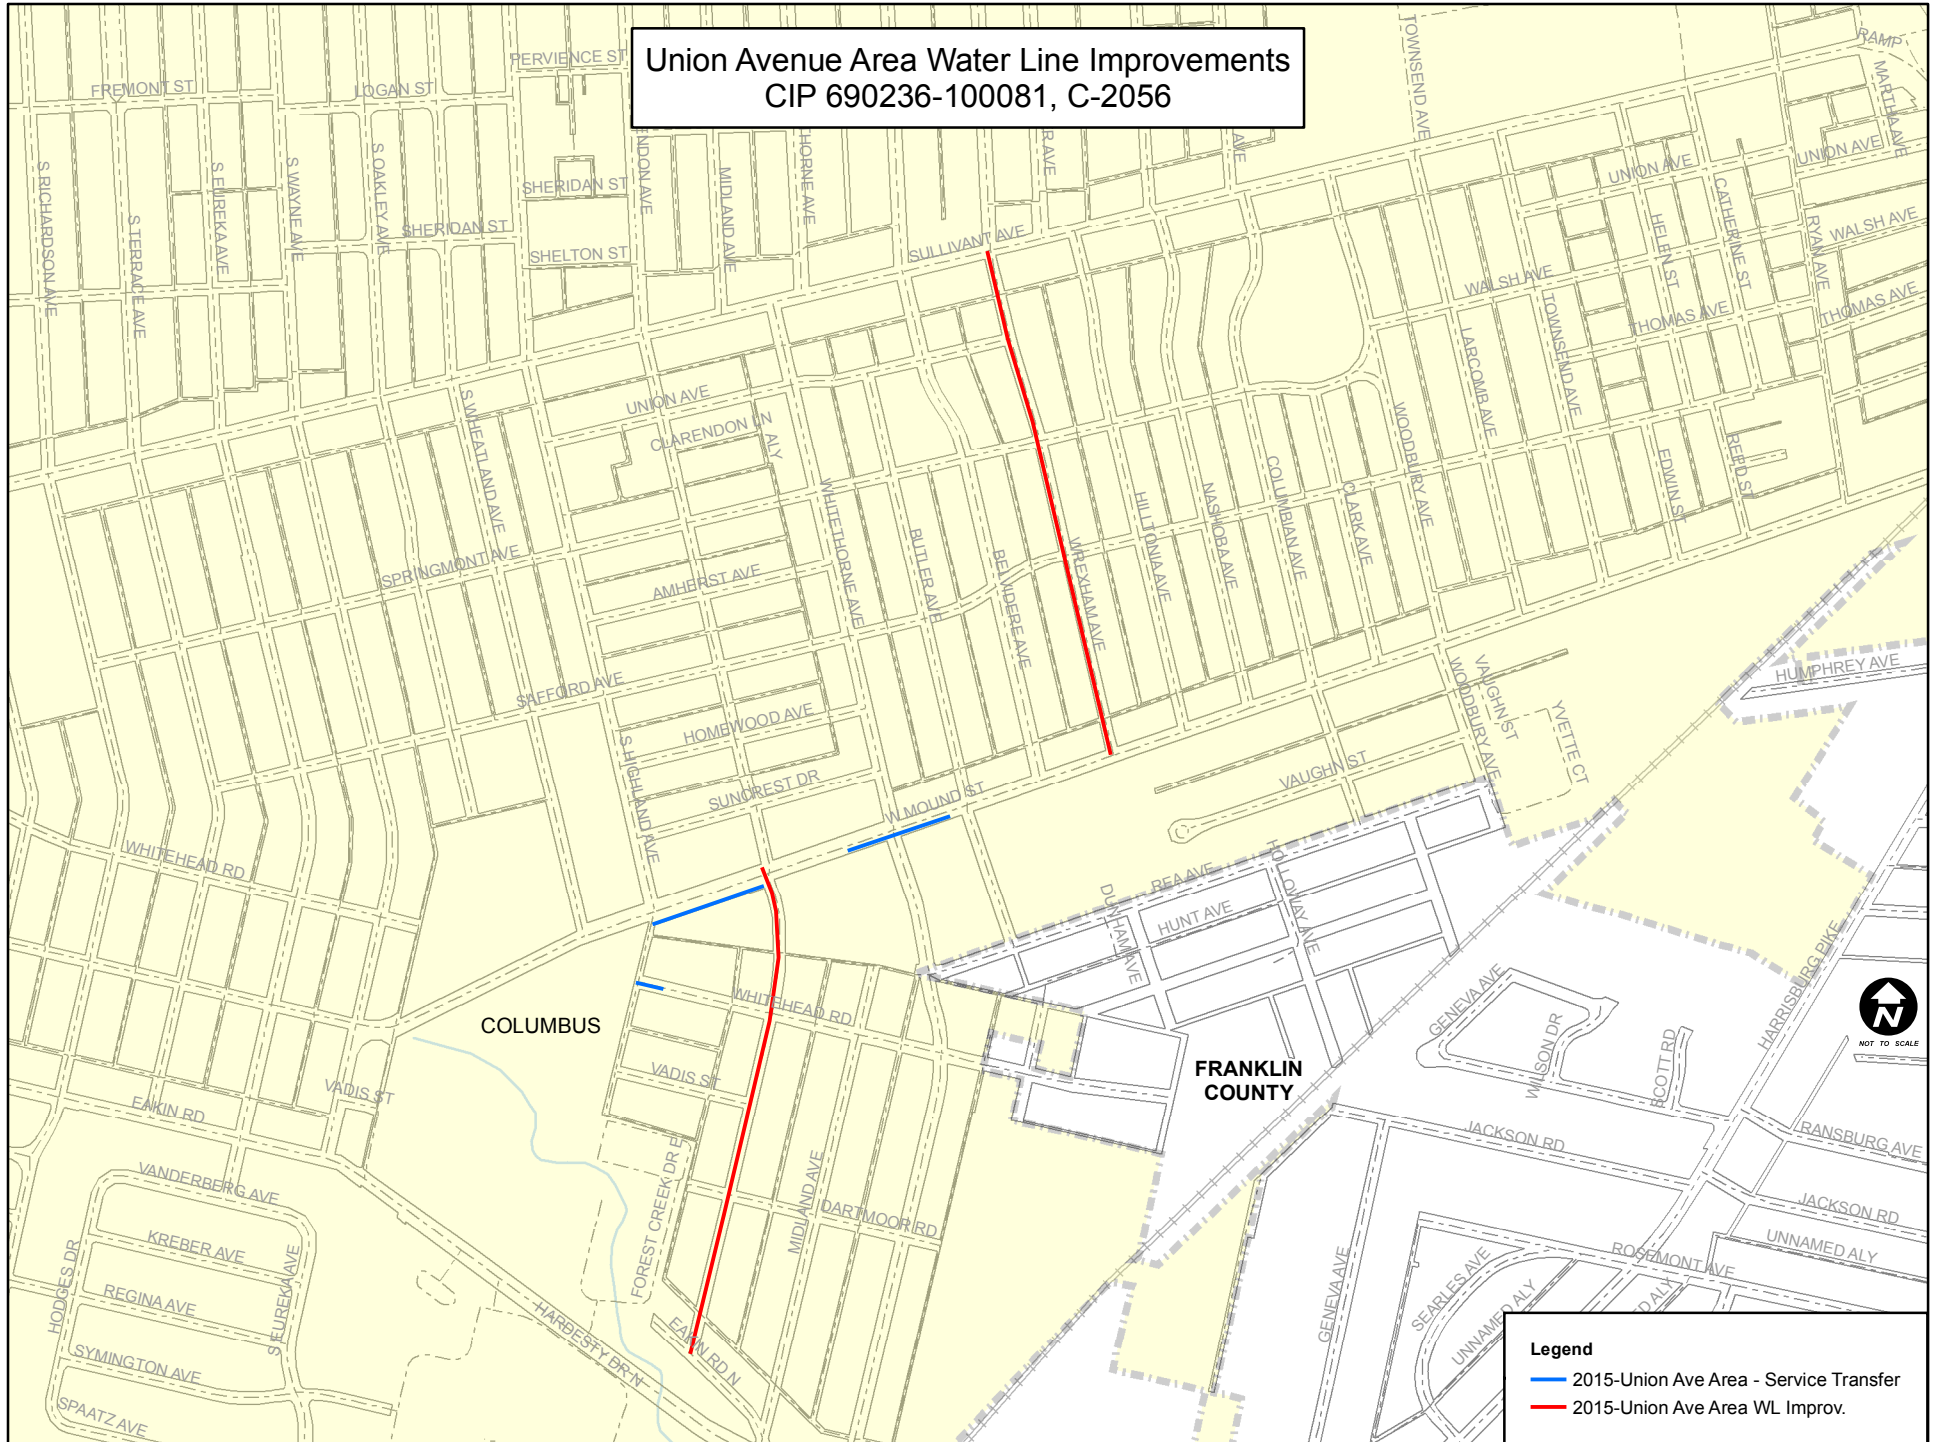 Union Avenue Area Water Line Improvements
CIP 690236-100081, C-2056
TOWNSEND AVE
RAMP
MARTHA AVE
PERVIENCE ST
FREMONT ST
LOGAN ST
S RICHARDSON AVE
S TERRACE AVE
S EUREKA AVE
S WAYNE AVE
S OAKLEY AVE
SHERIDAN ST
SHERIDAN ST
SHELTON ST
NDON AVE
MIDLAND AVE
THORNE AVE
R AVE
AVE
SULLIVANT AVE
UNION AVE
UNION AVE
CATHERINE ST
HELEN ST
RYAN AVE
WALSH AVE
WALSH AVE
THOMAS AVE
THOMAS AVE
LARCOMB AVE
TOWNSEND AVE
S WHEATLAND AVE
UNION AVE
CLARENDON LN
ALY
WHITETHORNE AVE
BUTLER AVE
BELVIDERE AVE
WREXHAM AVE
HILLTONIA AVE
NASHOBA AVE
COLUMBIAN AVE
CLARK AVE
WOODBURY AVE
EDWIN ST
REED ST
SPRINGMONT AVE
AMHERST AVE
SAFFORD AVE
HOMEWOOD AVE
S HIGHLAND AVE
SUNCREST DR
W MOUND ST
VAUGHN ST
VAUGHN ST
WOODBURY AVE
YVETTE CT
HUMPHREY AVE
WHITEHEAD RD
REA AVE
DUNHAM AVE
HUNT AVE
HOLLOWAY AVE
HARRISBURG PIKE
GENEVA AVE
WILSON DR
SCOTT RD
N
NOT TO SCALE
COLUMBUS
WHITEHEAD RD
FRANKLIN
COUNTY
VADIS ST
VADIS ST
EAKIN RD
JACKSON RD
RANSBURG AVE
JACKSON RD
UNNAMED ALY
VANDERBERG AVE
KREBER AVE
REGINA AVE
HODGES DR
S EUREKA AVE
SYMINGTON AVE
SPAATZ AVE
HARDESTY DR N
FOREST CREEK DR E
MIDLAND AVE
DARTMOOR RD
EAKIN RD N
GENEVA AVE
SEARLES AVE
ROSEMONT AVE
UNNAMED ALY
ED ALY
Legend
2015-Union Ave Area - Service Transfer
2015-Union Ave Area WL Improv.